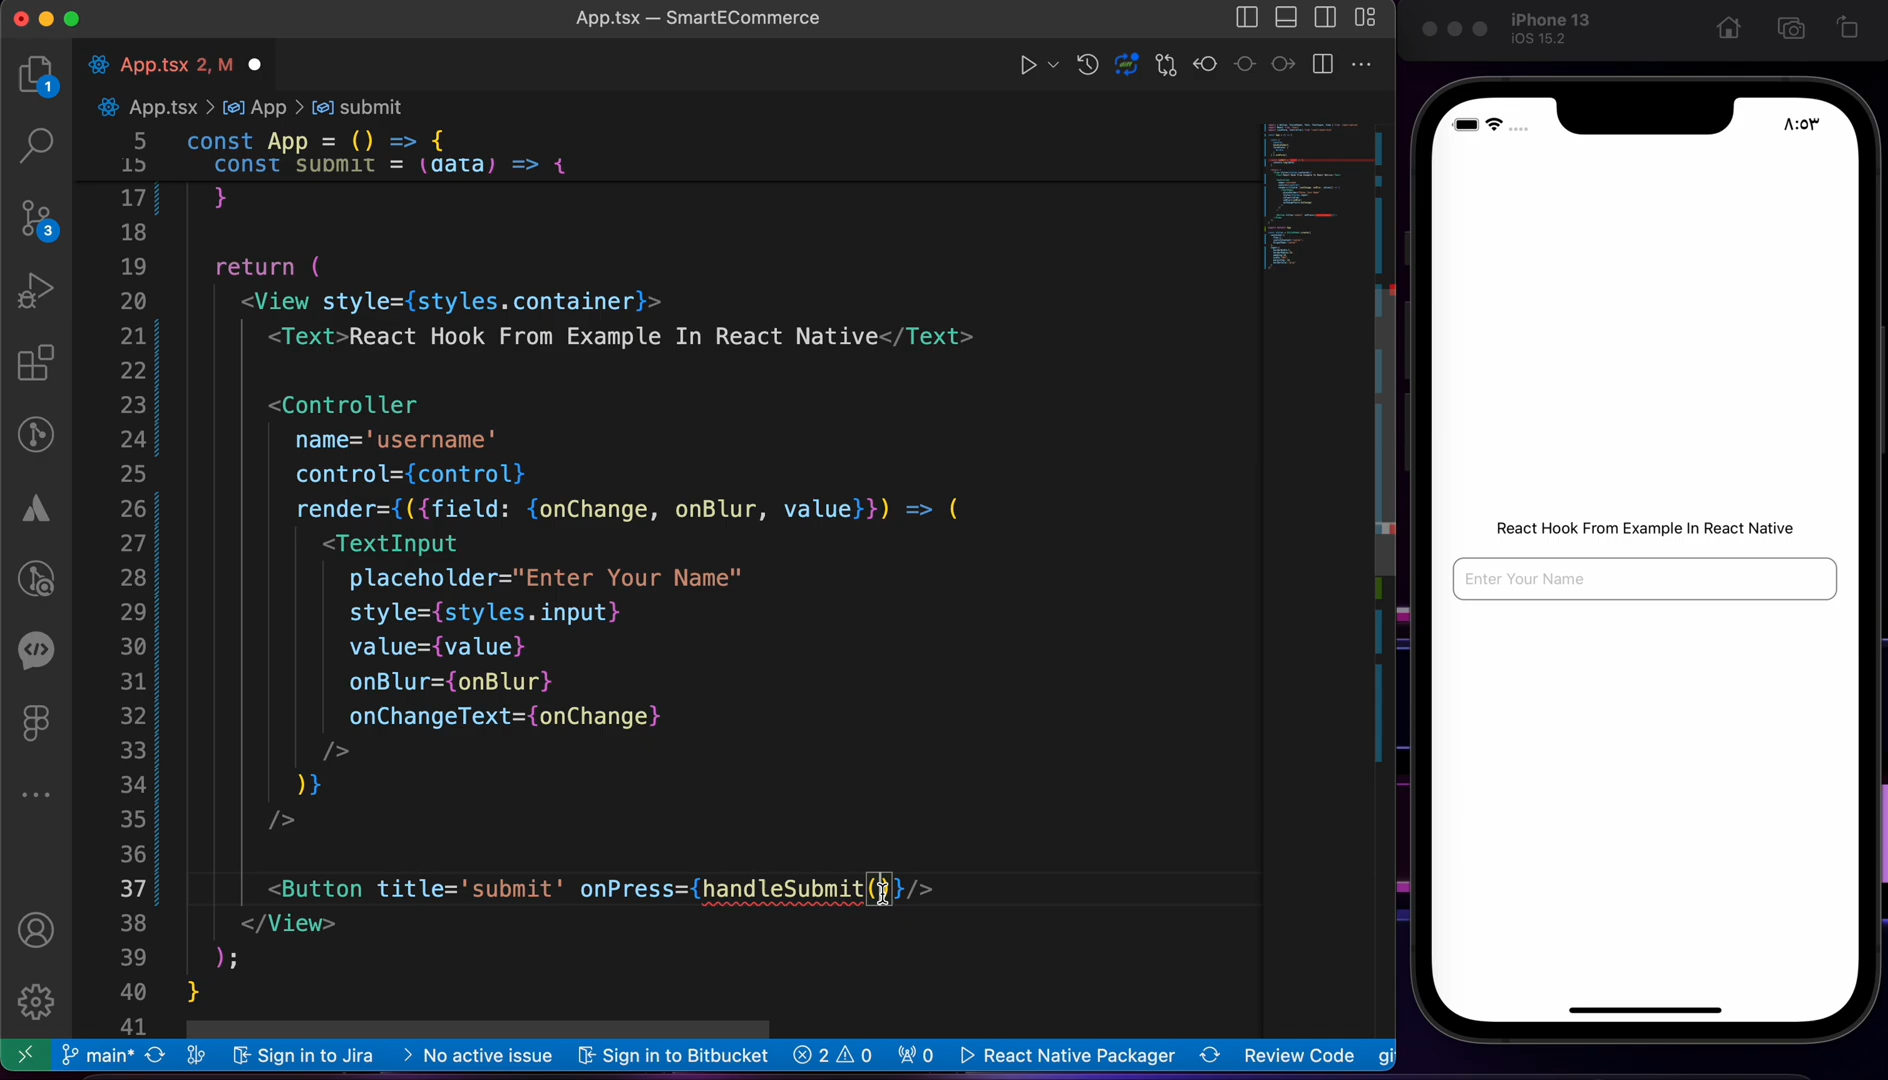 App.tsx — SmartECommerce
App.tsx 2, M
App.tsx > App > submit
5 const App = () => {
15 const submit = (data) => {
17 }
18
19 return (
20 <View style={styles.container}>
21 <Text>React Hook From Example In React Native</Text>
22
23 <Controller
24 name='username'
25 control={control}
26 render={({field: {onChange, onBlur, value}}) => (
27 <TextInput
28 placeholder="Enter Your Name"
29 style={styles.input}
30 value={value}
31 onBlur={onBlur}
32 onChangeText={onChange}
33 />
34 )}
35 />
36
37 <Button title='submit' onPress={handleSubmit()}/>
38 </View>
39 );
40 }
41
1
3
main* Sign in to Jira > No active issue Sign in to Bitbucket 2 0 0 React Native Packager Review Code gi
iPhone 13
iOS 15.2
٨:٥٣
React Hook From Example In React Native
Enter Your Name